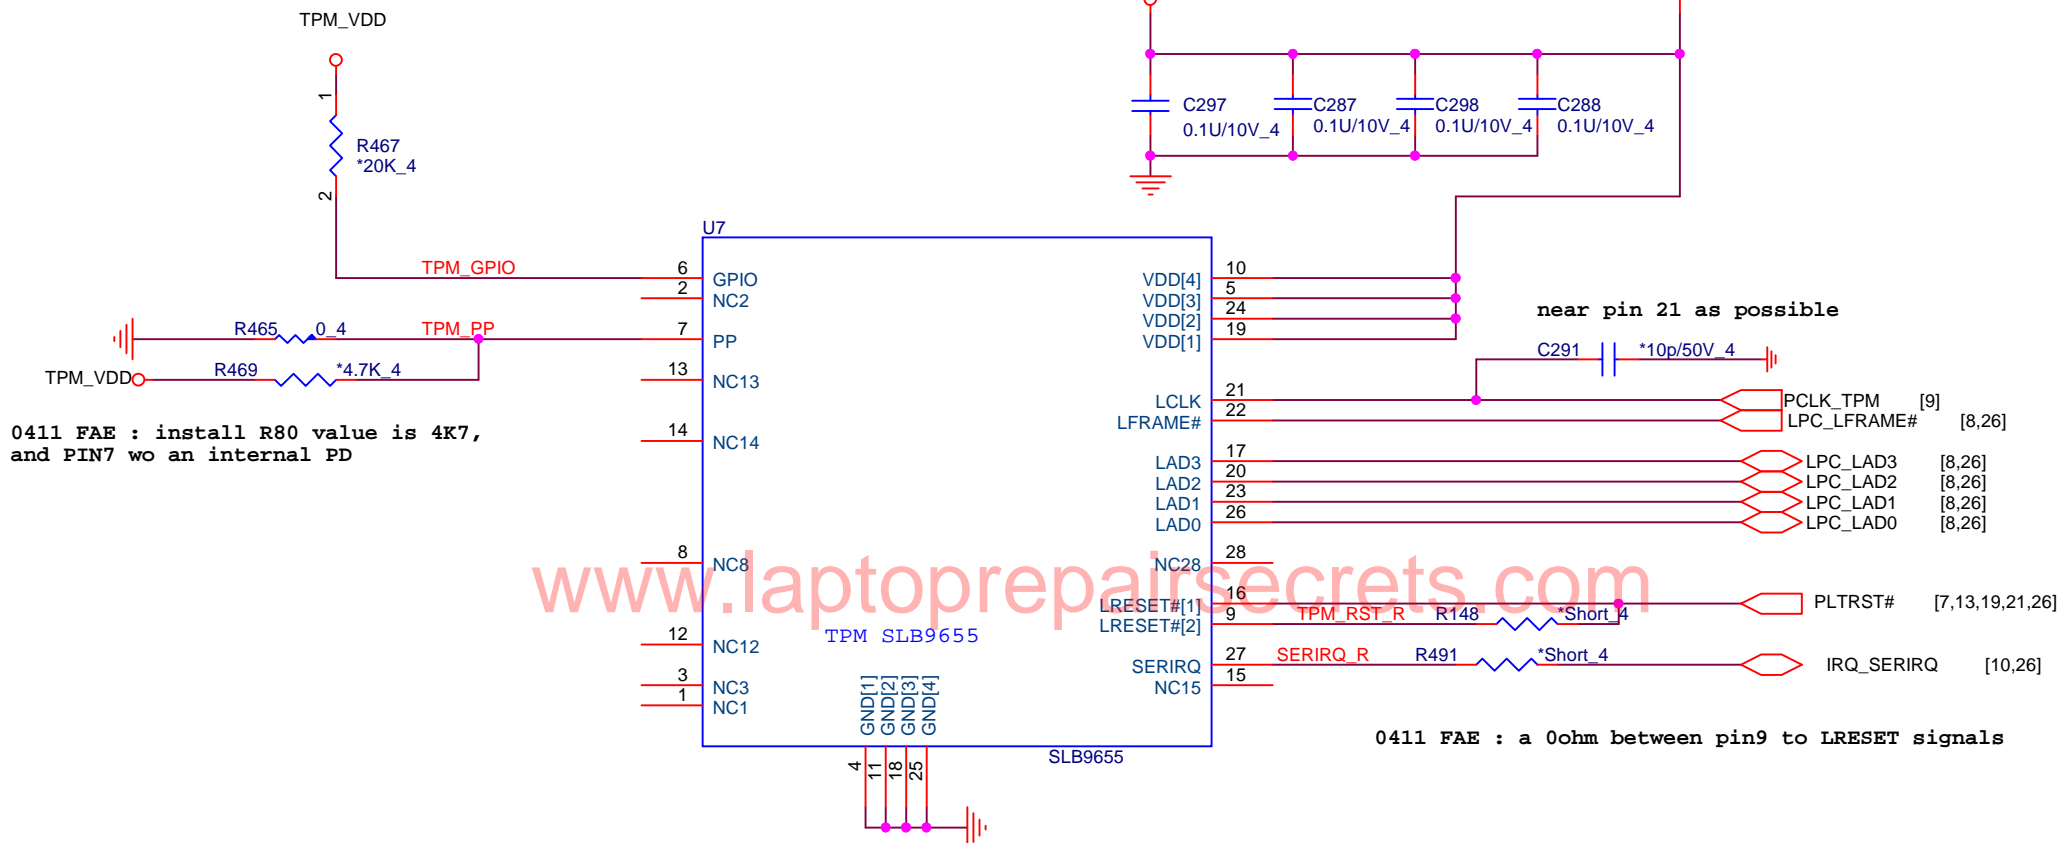 TPM_VDD
1
R467
*20K_4
2
C297
0.1U/10V_4
C287
0.1U/10V_4
C298
0.1U/10V_4
C288
0.1U/10V_4
U7
TPM_GPIO
6
GPIO
2
NC2
R465
0_4
TPM_PP
7
PP
TPM_VDD
R469
*4.7K_4
13
NC13
0411 FAE : install R80 value is 4K7,
and PIN7 wo an internal PD
14
NC14
8
NC8
12
NC12
3
NC3
1
NC1
TPM SLB9655
GND[1]
GND[2]
GND[3]
GND[4]
4
11
18
25
SLB9655
VDD[4]
10
VDD[3]
5
VDD[2]
24
VDD[1]
19
near pin 21 as possible
C291
*10p/50V_4
LCLK
21
PCLK_TPM [9]
LFRAME#
22
LPC_LFRAME# [8,26]
LAD3
17
LPC_LAD3 [8,26]
LAD2
20
LPC_LAD2 [8,26]
LAD1
23
LPC_LAD1 [8,26]
LAD0
26
LPC_LAD0 [8,26]
NC28
28
www.laptoprepairsecrets.com
LRESET#[1]
16
PLTRST# [7,13,19,21,26]
LRESET#[2]
9
TPM_RST_R
R148
*Short_4
SERIRQ
27
SERIRQ_R
R491
*Short_4
IRQ_SERIRQ [10,26]
NC15
15
0411 FAE : a 0ohm between pin9 to LRESET signals